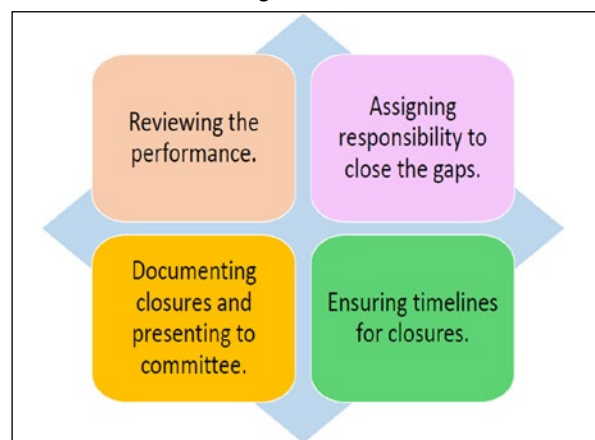 Reviewing the
performance.
Assigning
responsibility to
close the gaps.
Documenting
closures and
presenting to
committee.
Ensuring timelines
for closures.